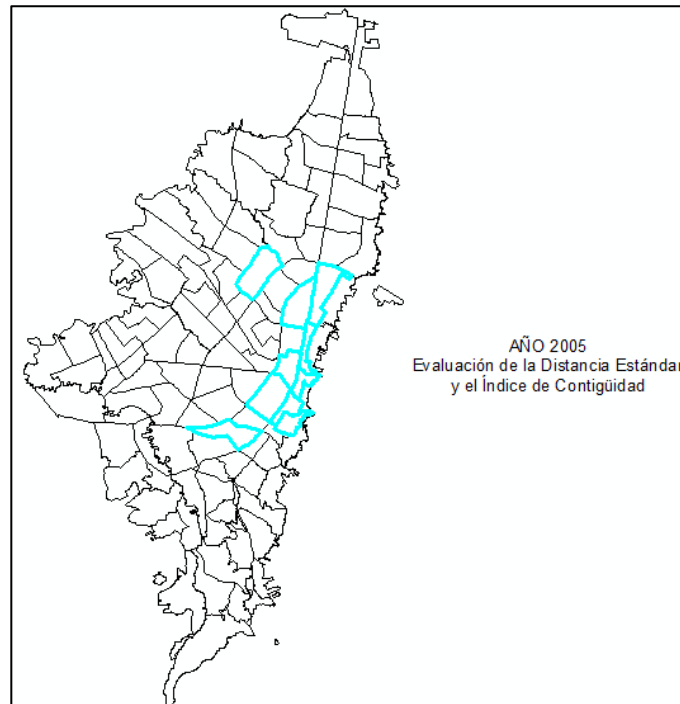 AÑO 2005
Evaluación de la Distancia Estándar
y el Índice de Contigüidad